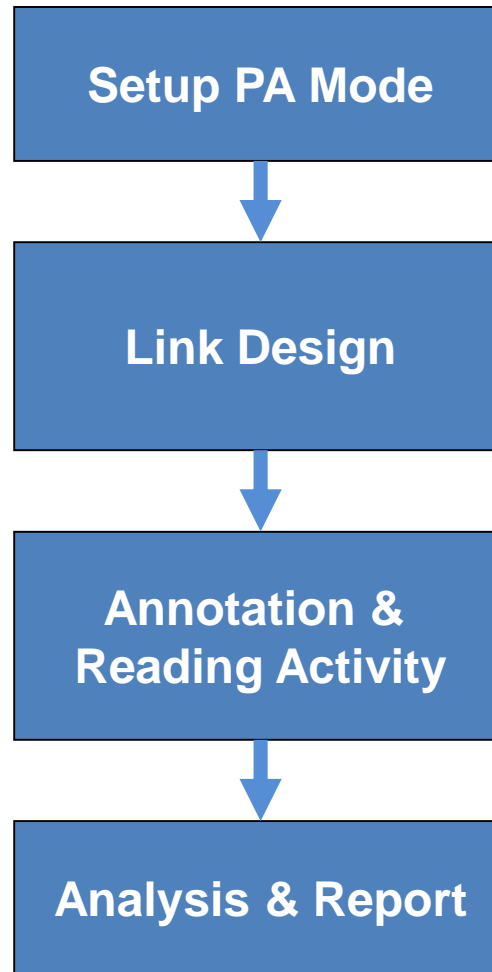 Setup PA Mode
Link Design
Annotation &
Reading Activity
Analysis & Report